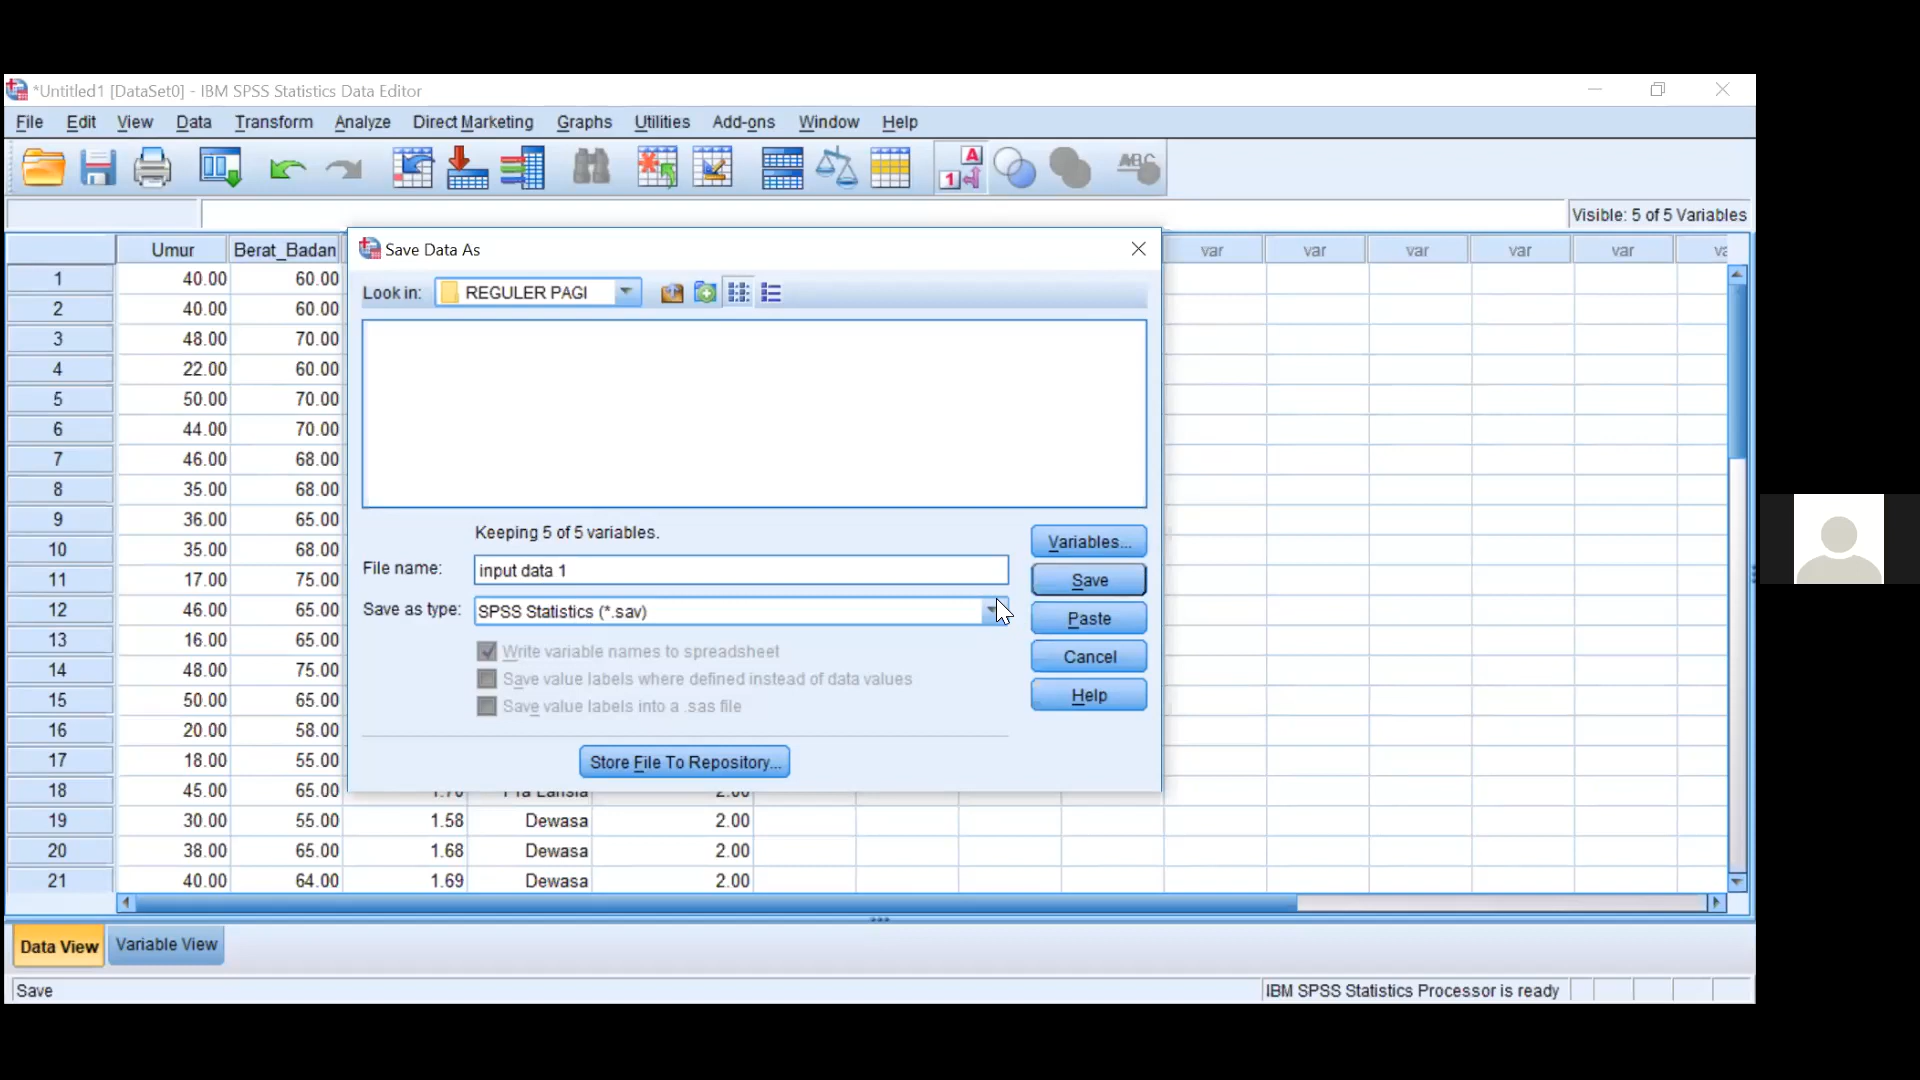 *Untitled1 [DataSet0] - IBM SPSS Statistics Data Editor
File Edit View Data Transform Analyze Direct Marketing Graphs Utilities Add-ons Window Help
Visible: 5 of 5 Variables
Umur Berat_Badan var var var var var
Save Data As
Look in: REGULER PAGI
Keeping 5 of 5 variables.
File name: input data 1
Save as type: SPSS Statistics (*.sav)
Write variable names to spreadsheet
Save value labels where defined instead of data values
Save value labels into a .sas file
Variables...
Save
Paste
Cancel
Help
Store File To Repository...
1 40.00 60.00
2 40.00 60.00
3 48.00 70.00
4 22.00 60.00
5 50.00 70.00
6 44.00 70.00
7 46.00 68.00
8 35.00 68.00
9 36.00 65.00
10 35.00 68.00
11 17.00 75.00
12 46.00 65.00
13 16.00 65.00
14 48.00 75.00
15 50.00 65.00
16 20.00 58.00
17 18.00 55.00
18 45.00 65.00
19 30.00 55.00 1.58 Dewasa 2.00
20 38.00 65.00 1.68 Dewasa 2.00
21 40.00 64.00 1.69 Dewasa 2.00
Data View Variable View
Save
IBM SPSS Statistics Processor is ready